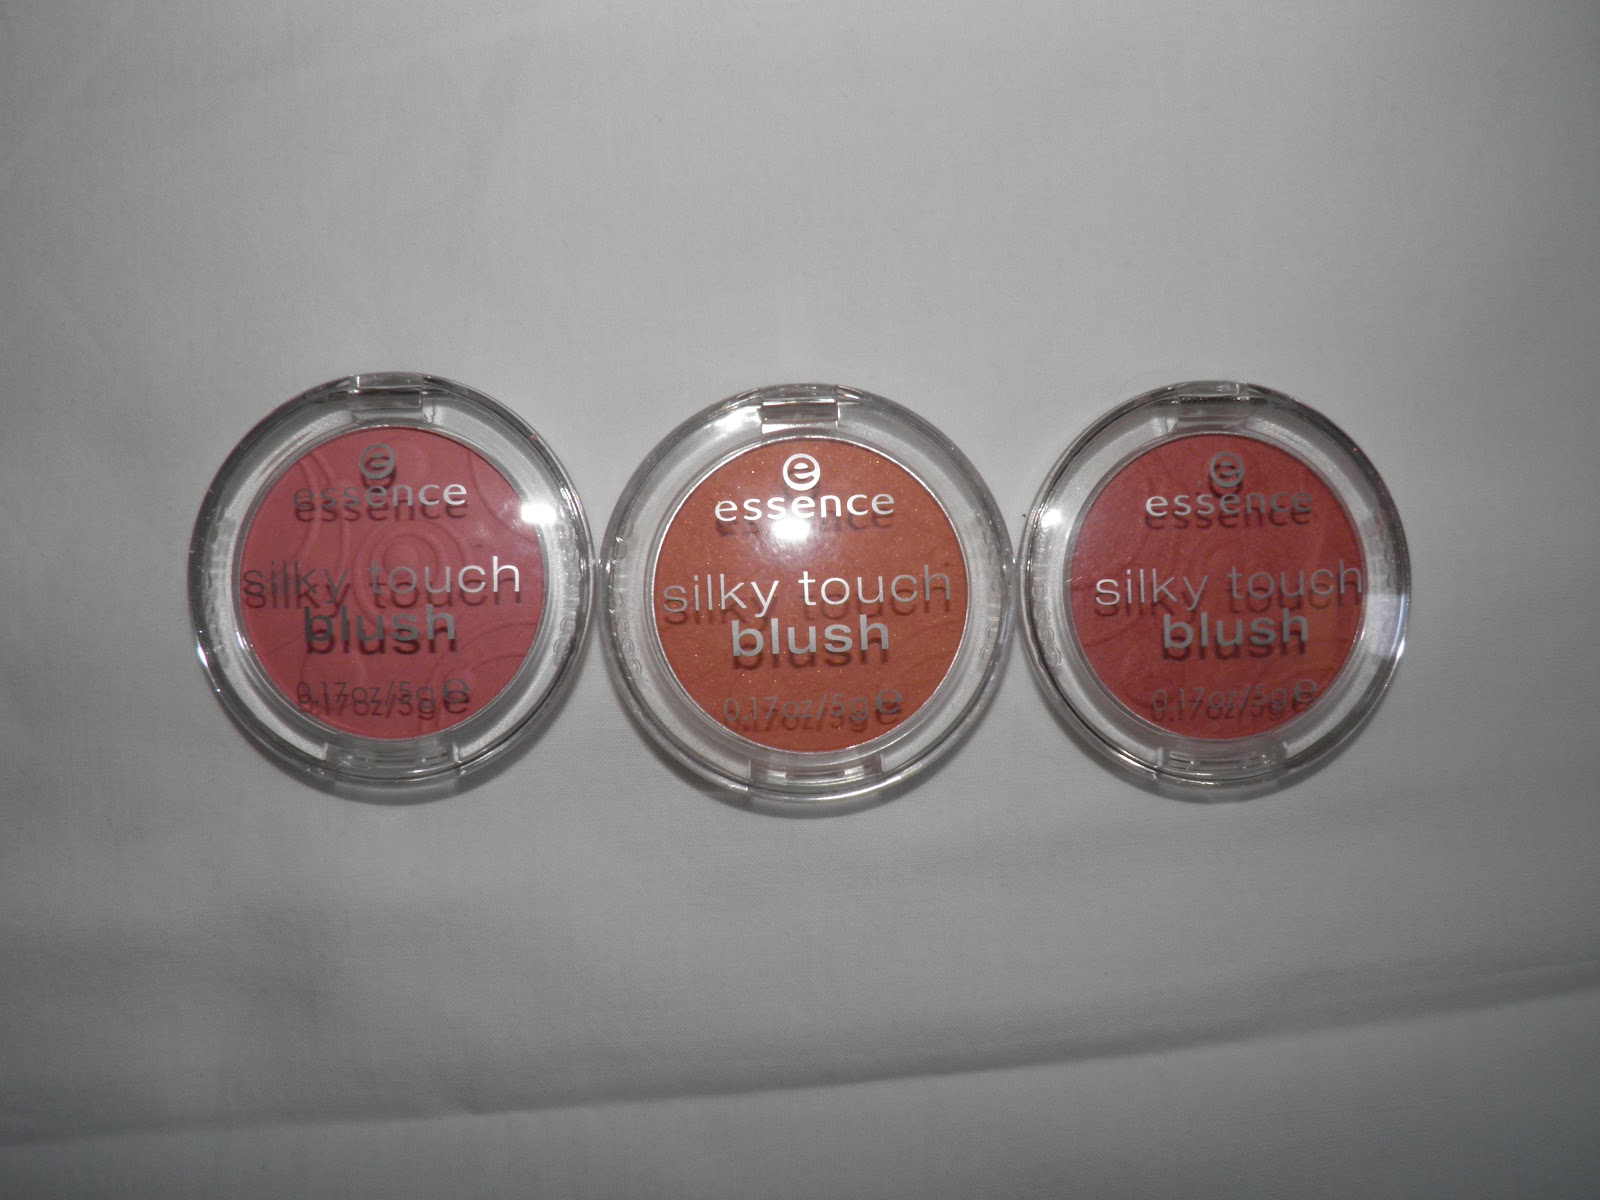 e
essence
silky touch
blush
0.17oz/5g℮
e
essence
silky touch
blush
0.17oz/5g℮
e
essence
silky touch
blush
0.17oz/5g℮